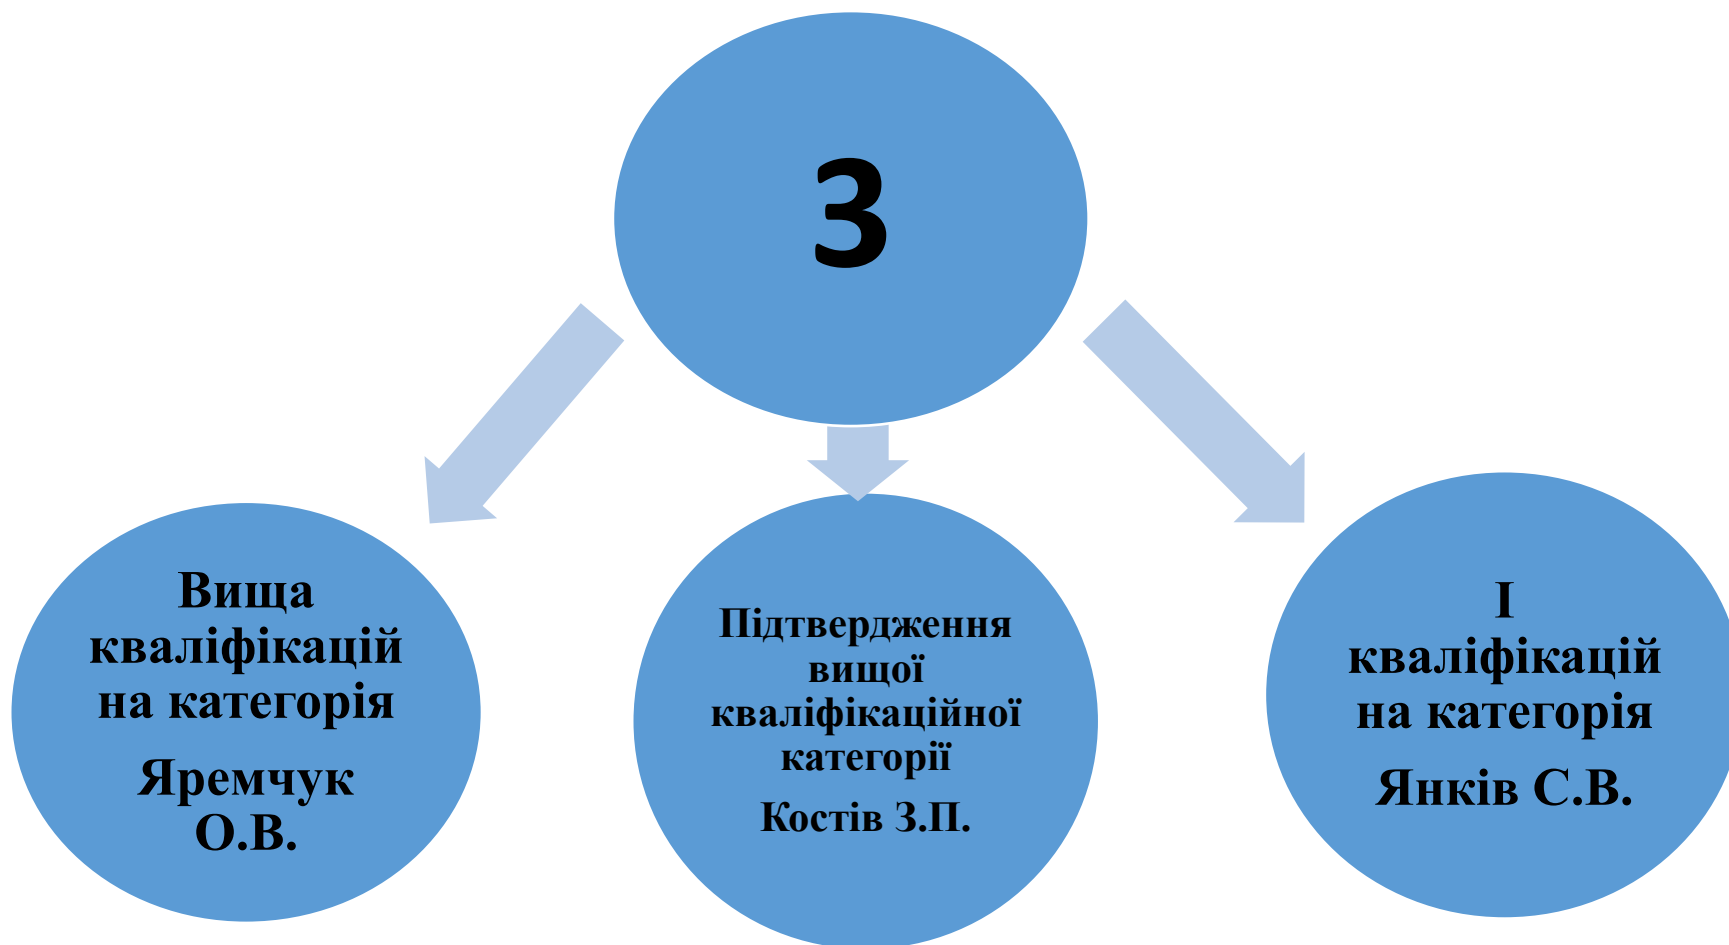 3
Вища
кваліфікацій
на категорія
Яремчук
О.В.
Підтвердження
вищої
кваліфікаційної
категорії
Костів З.П.
І
кваліфікацій
на категорія
Янків С.В.